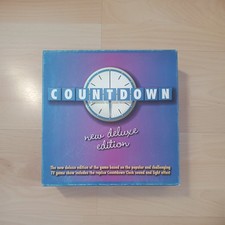 COUNTDOWN
new deluxe
edition
The new deluxe edition of the game based on the popular and challenging
TV game show includes the replica Countdown Clock sound and light effect